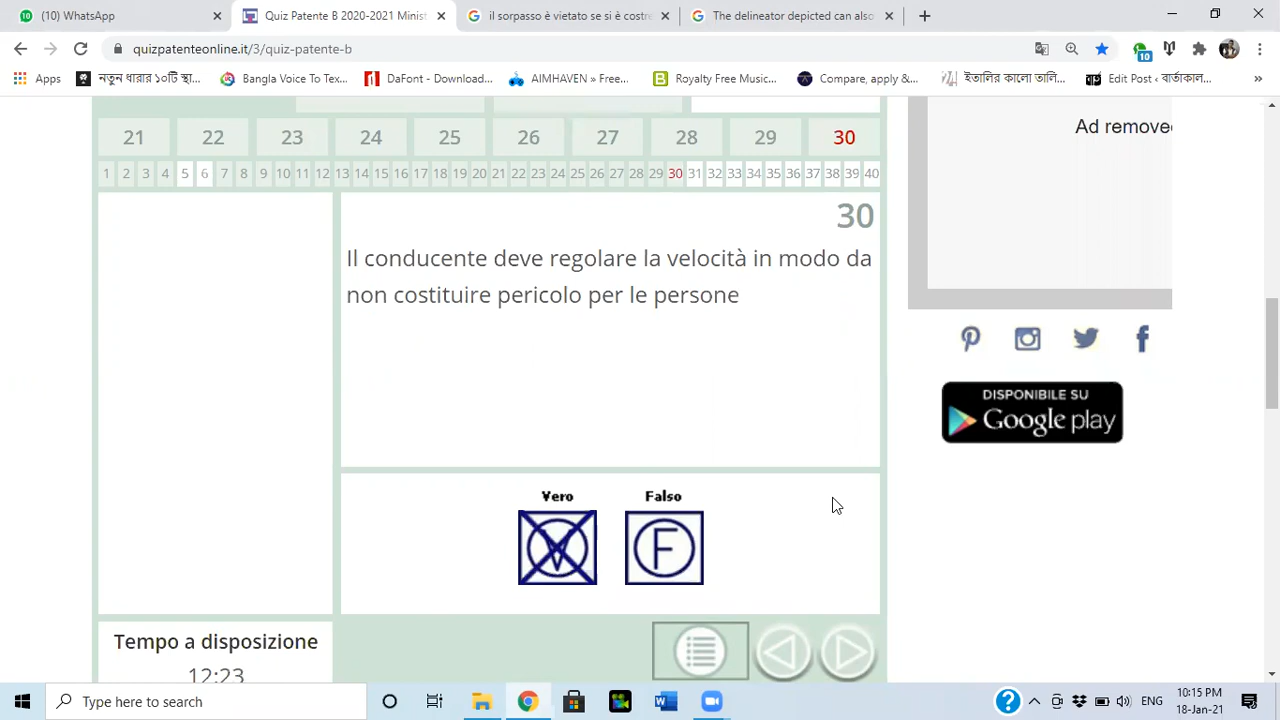 (10) WhatsApp
Quiz Patente B 2020-2021 Minist
il sorpasso è vietato se si è costre
The delineator depicted can also
quizpatenteonline.it/3/quiz-patente-b
10
Apps
নতুন ধারার ১০টি স্থা...
Bangla Voice To Tex...
DaFont - Download...
AIMHAVEN » Free...
Royalty Free Music...
Compare, apply &...
ইতালির কালো তালি...
Edit Post ‹ বার্তাকাল...
»
21 22 23 24 25 26 27 28 29 30
1 2 3 4 5 6 7 8 9 10 11 12 13 14 15 16 17 18 19 20 21 22 23 24 25 26 27 28 29 30 31 32 33 34 35 36 37 38 39 40
30
Il conducente deve regolare la velocità in modo da
non costituire pericolo per le persone
Vero Falso
V F
Tempo a disposizione
12:23
Ad remove
DISPONIBILE SU
Google play
Type here to search
ENG
10:15 PM
18-Jan-21